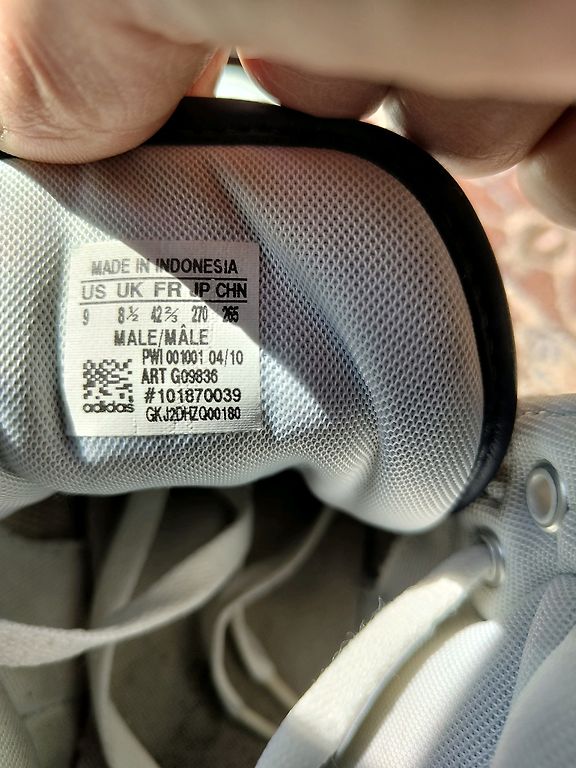 MADE IN INDONESIA
US UK FR JP CHN
9 8½ 42⅔ 270 265
MALE/MÂLE
PWI 001001 04/10
ART G09836
#101870039
adidas GKJ2DHZQ00180